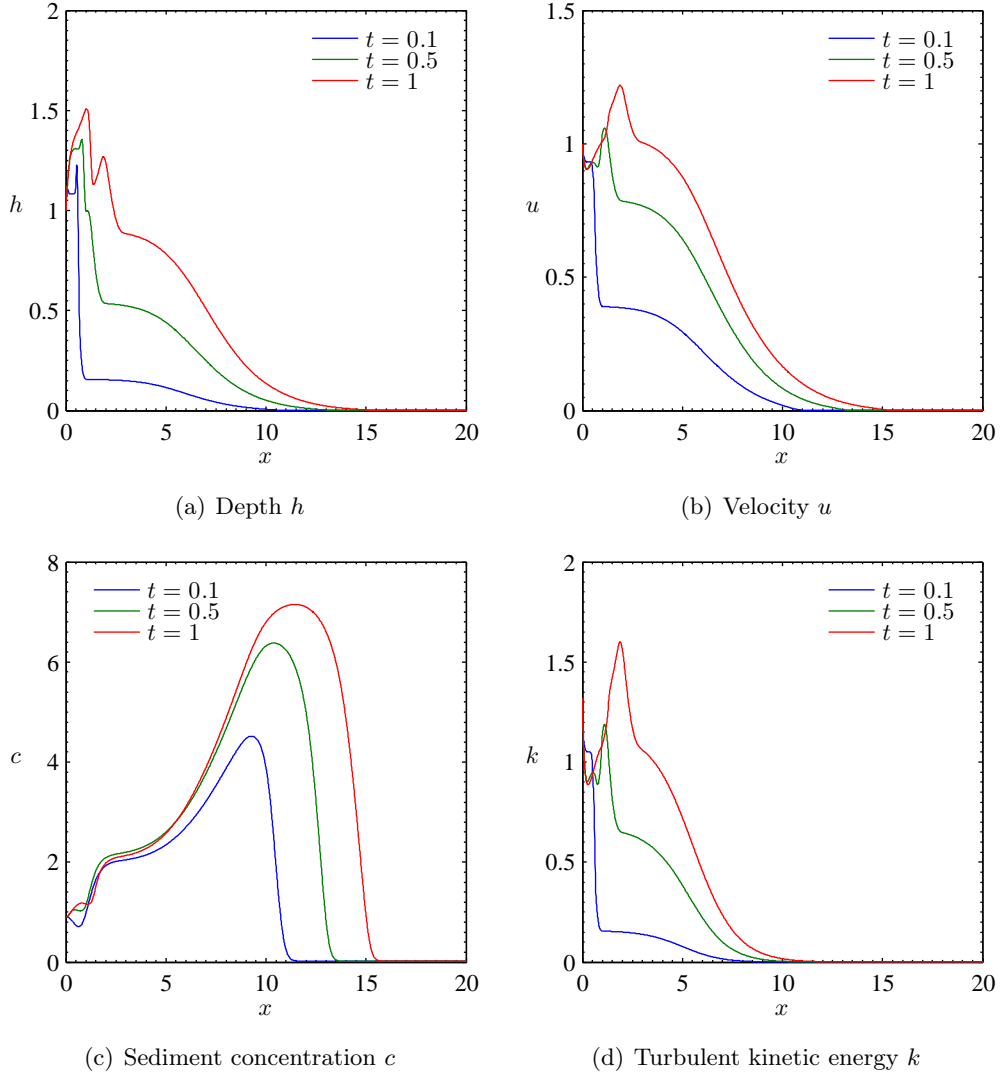 2
1.5
1
0.5
0
h
t = 0.1
t = 0.5
t = 1
0 5 10 15 20
x
(a) Depth h
1.5
1
0.5
0
u
t = 0.1
t = 0.5
t = 1
0 5 10 15 20
x
(b) Velocity u
8
6
4
2
0
c
t = 0.1
t = 0.5
t = 1
0 5 10 15 20
x
(c) Sediment concentration c
2
1.5
1
0.5
0
k
t = 0.1
t = 0.5
t = 1
0 5 10 15 20
x
(d) Turbulent kinetic energy k